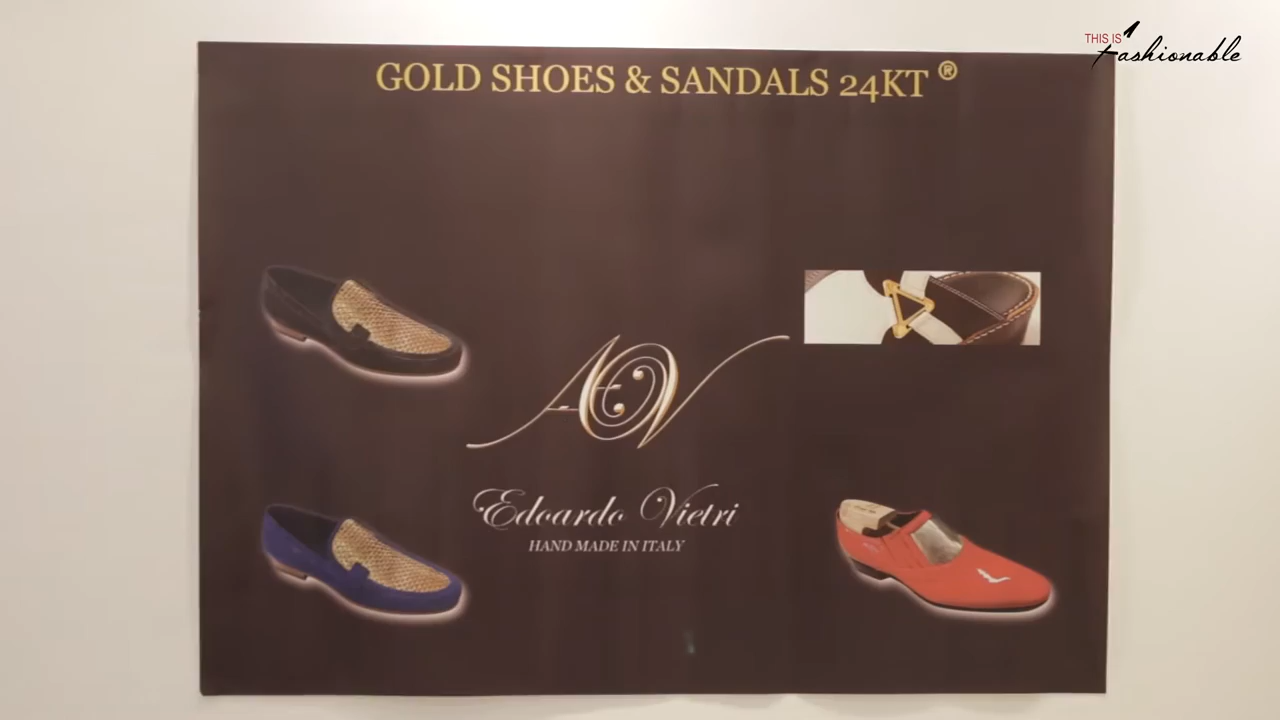 THIS IS
Fashionable
GOLD SHOES & SANDALS 24KT ®
AV
Edoardo Vietri
HAND MADE IN ITALY